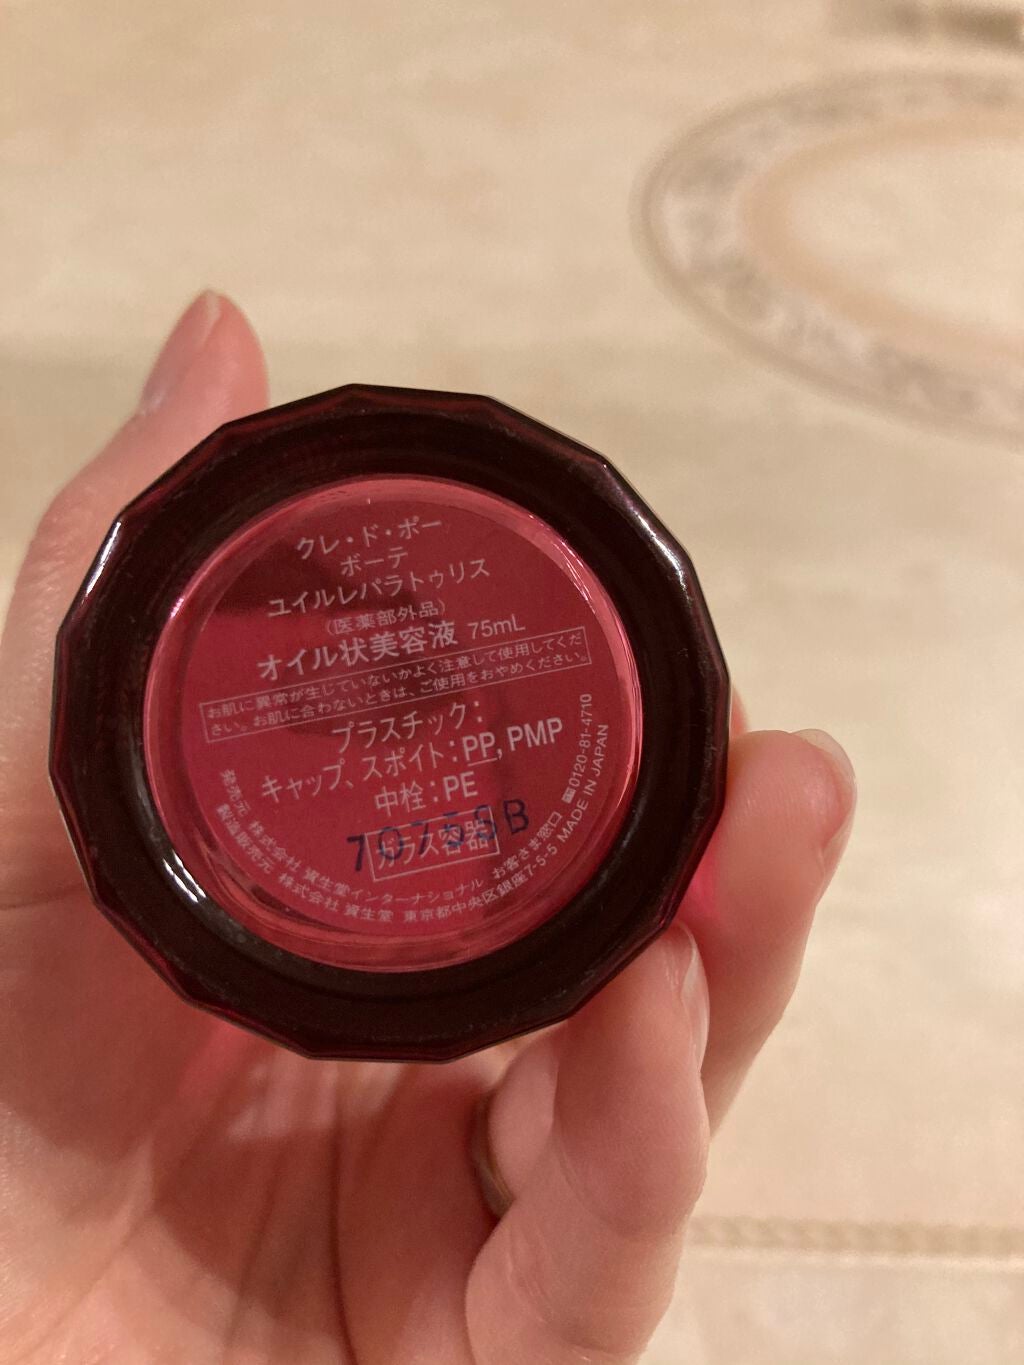 クレ・ド・ポー
ボーテ
ユイルレパラトゥリス
（医薬部外品）
オイル状美容液 75mL
お肌に異常が生じていないかよく注意して使用してくだ
さい。お肌に合わないときは、ご使用をおやめください。
プラスチック：
キャップ、スポイト：PP, PMP
中栓：PE
ガラス容器
発売元 株式会社 資生堂インターナショナル お客さま窓口 0120-81-4710
製造販売元 株式会社 資生堂 東京都中央区銀座7-5-5 MADE IN JAPAN